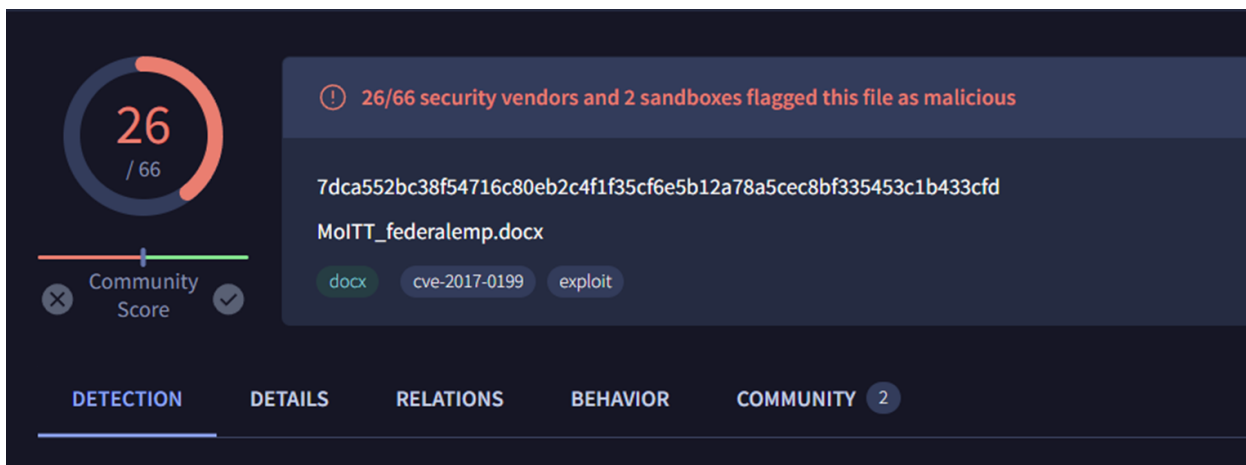 26
/ 66
Community
Score
26/66 security vendors and 2 sandboxes flagged this file as malicious
7dca552bc38f54716c80eb2c4f1f35cf6e5b12a78a5cec8bf335453c1b433cfd
MoITT_federalemp.docx
docx cve-2017-0199 exploit
DETECTION DETAILS RELATIONS BEHAVIOR COMMUNITY 2